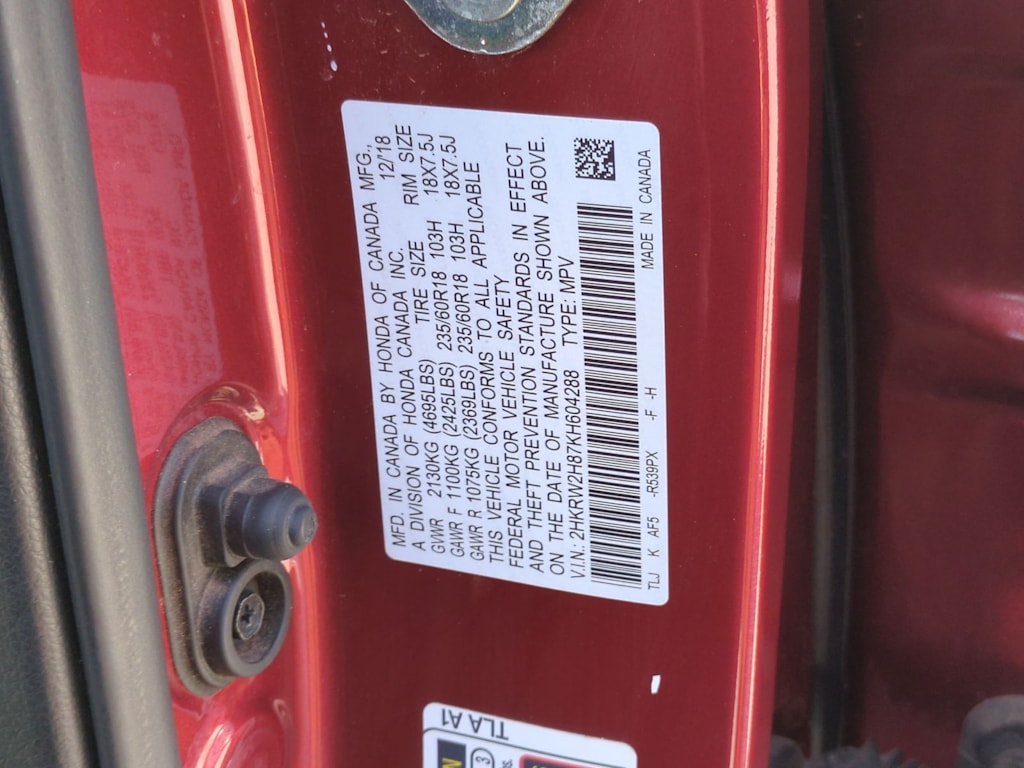 MFD. IN CANADA BY HONDA OF CANADA MFG.,
A DIVISION OF HONDA CANADA INC. 12/'18
GVWR 2130KG (4695LBS) TIRE SIZE RIM SIZE
GAWR F 1100KG (2425LBS) 235/60R18 103H 18X7.5J
GAWR R 1075KG (2369LBS) 235/60R18 103H 18X7.5J
THIS VEHICLE CONFORMS TO ALL APPLICABLE
FEDERAL MOTOR VEHICLE SAFETY
AND THEFT PREVENTION STANDARDS IN EFFECT
ON THE DATE OF MANUFACTURE SHOWN ABOVE.
V.I.N.: 2HKRW2H87KH604288 TYPE: MPV
TLJ K AF5 -R539PX -F -H MADE IN CANADA
TLA A1
3